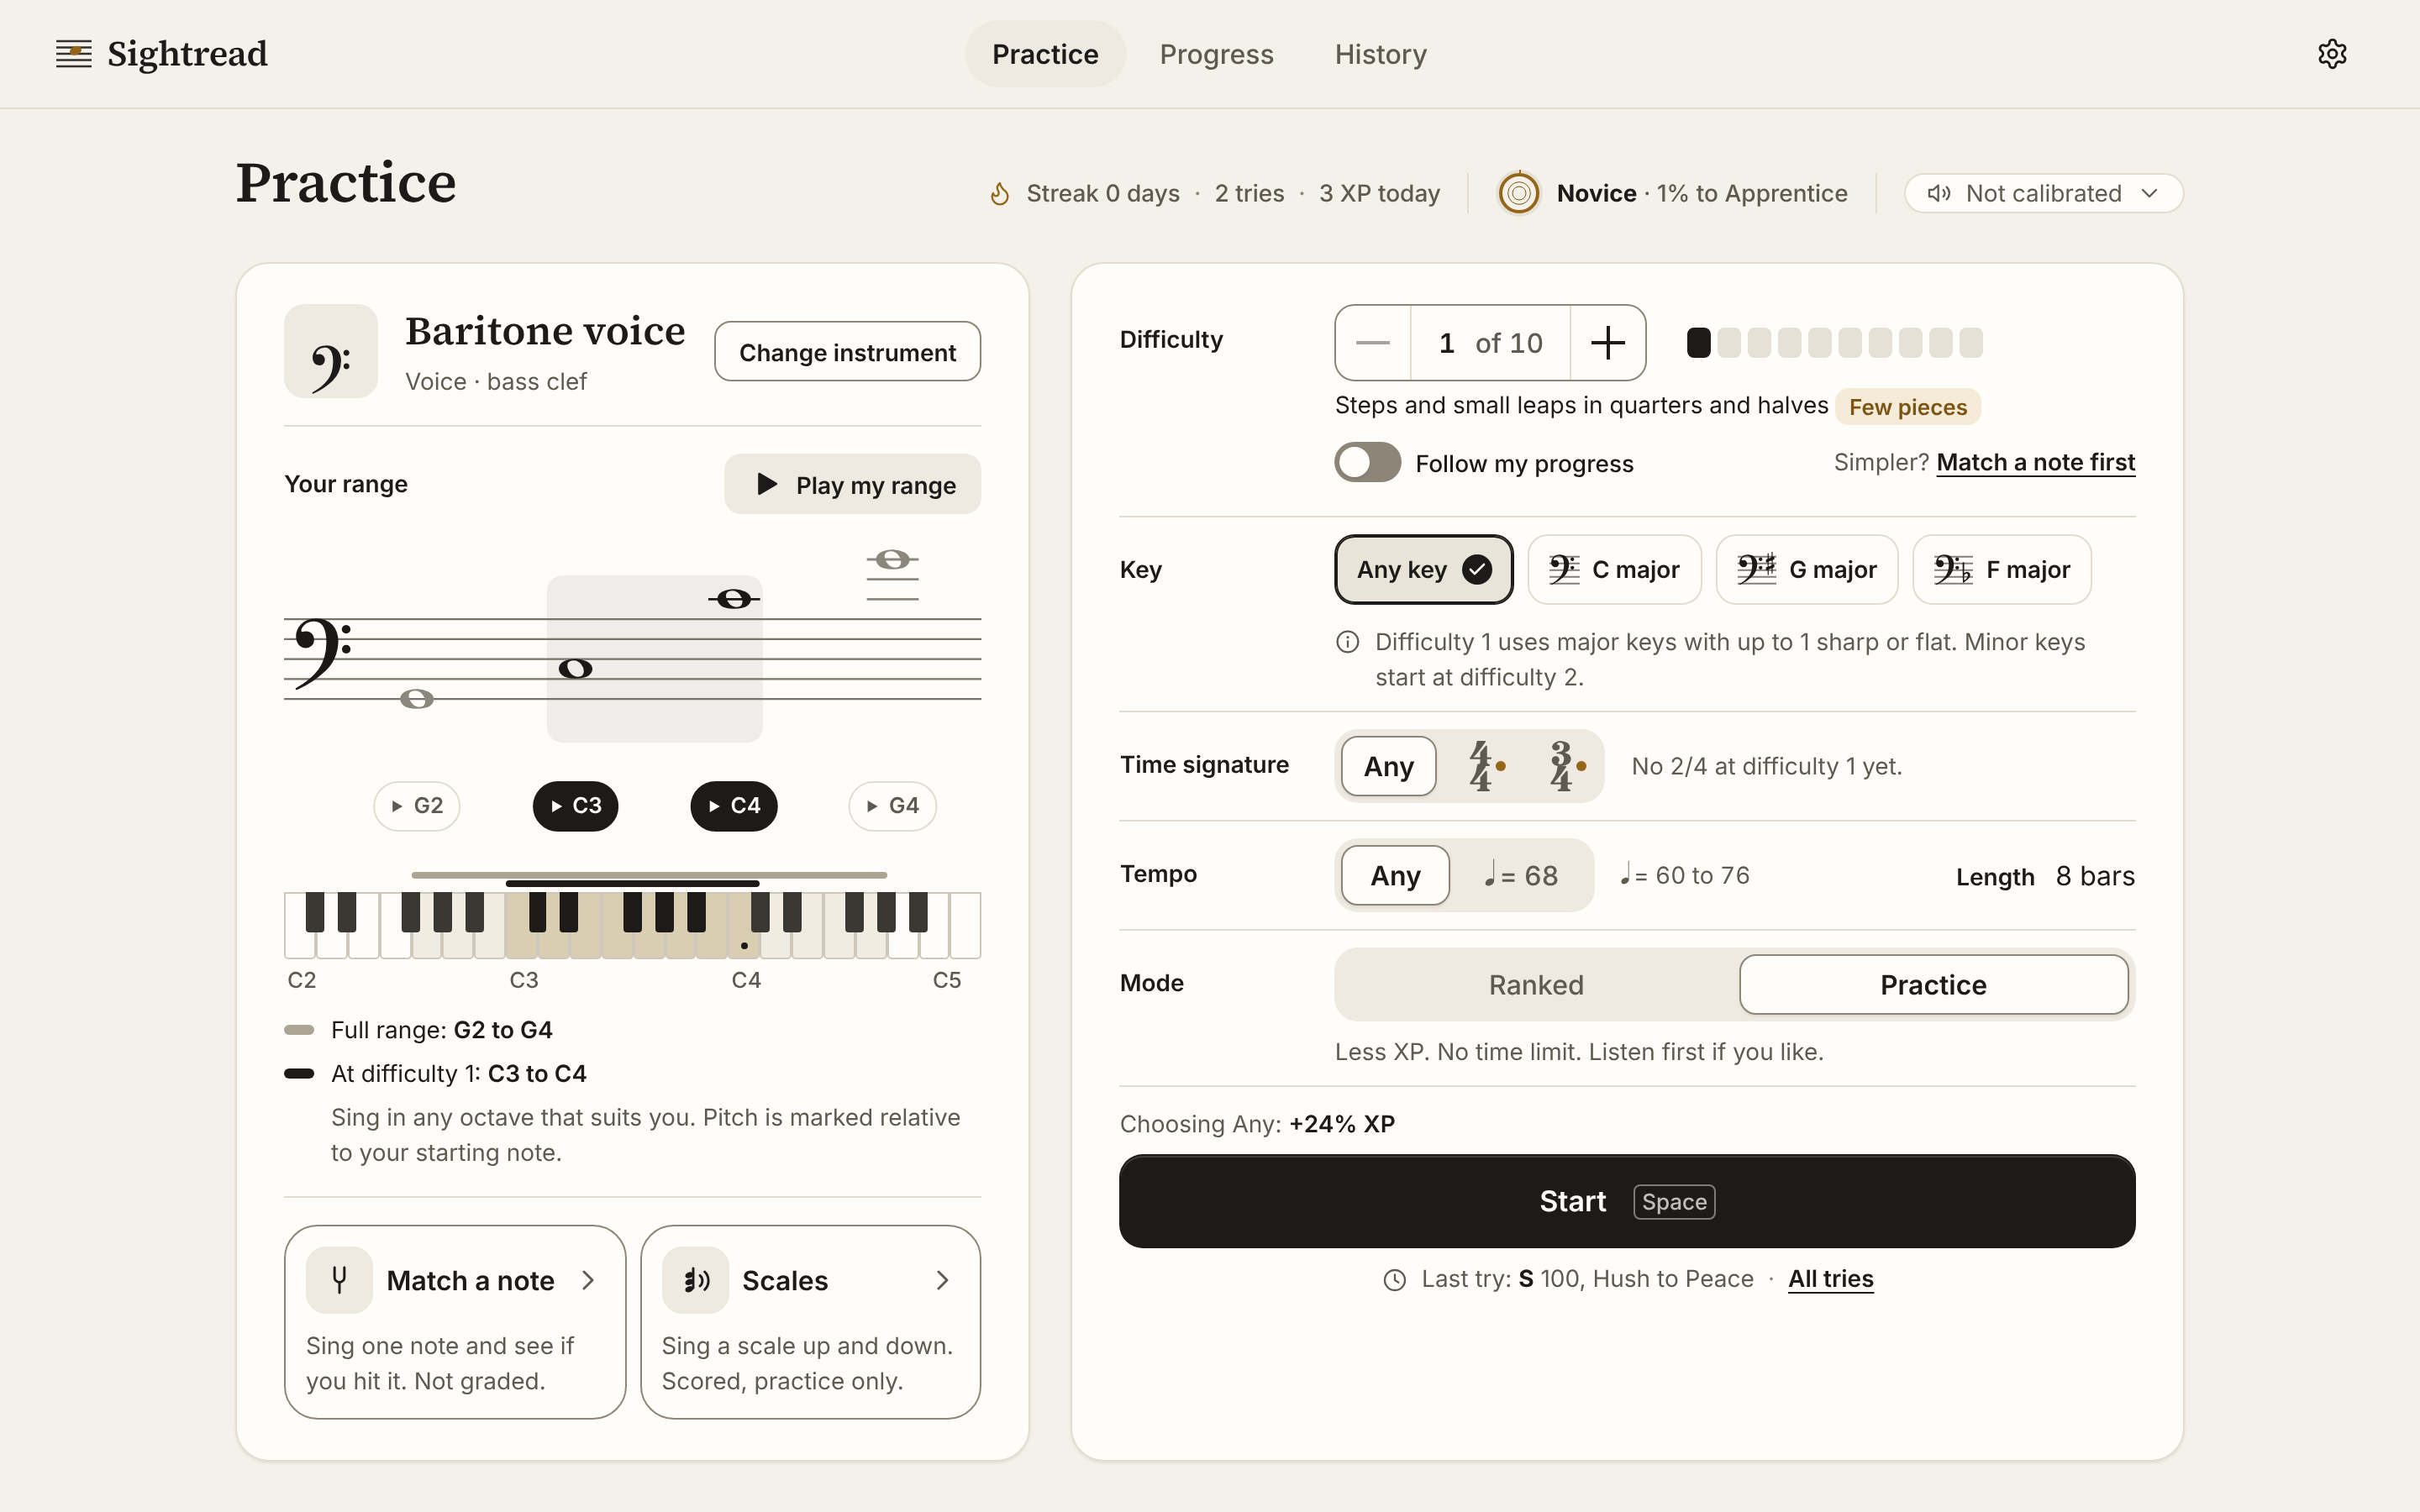 Sightread
Practice
Progress
History
Practice
Streak 0 days · 2 tries · 3 XP today
Novice · 1% to Apprentice
Not calibrated
Baritone voice
Voice · bass clef
Change instrument
Your range
Play my range
G2
C3
C4
G4
C2
C3
C4
C5
Full range: G2 to G4
At difficulty 1: C3 to C4
Sing in any octave that suits you. Pitch is marked relative
to your starting note.
Match a note
Sing one note and see if
you hit it. Not graded.
Scales
Sing a scale up and down.
Scored, practice only.
Difficulty
1 of 10
Steps and small leaps in quarters and halves Few pieces
Follow my progress
Simpler? Match a note first
Key
Any key
C major
G major
F major
Difficulty 1 uses major keys with up to 1 sharp or flat. Minor keys
start at difficulty 2.
Time signature
Any
4
4
3
4
No 2/4 at difficulty 1 yet.
Tempo
Any
♩= 68
♩= 60 to 76
Length 8 bars
Mode
Ranked
Practice
Less XP. No time limit. Listen first if you like.
Choosing Any: +24% XP
Start Space
Last try: S 100, Hush to Peace · All tries